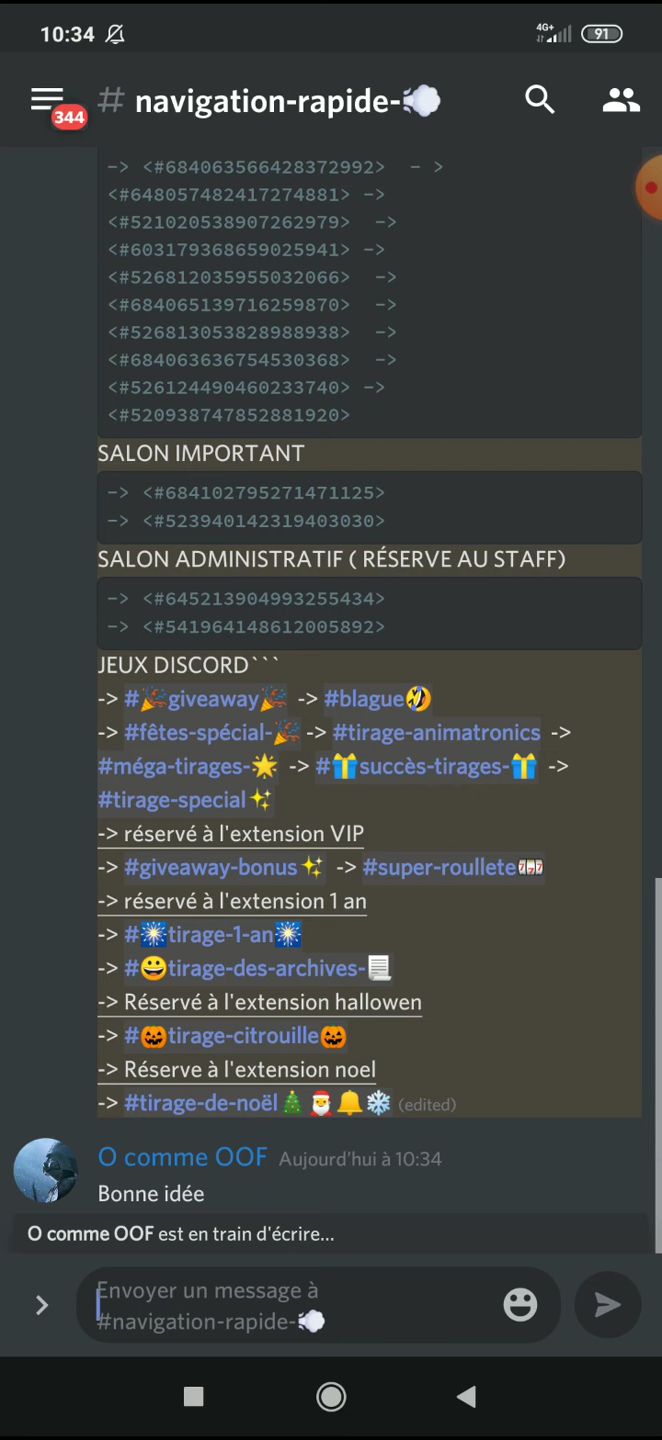 10:34 4G+ 91
344 # navigation-rapide-💨
-> <#684063566428372992> - >
<#648057482417274881> ->
<#521020538907262979> ->
<#603179368659025941> ->
<#526812035955032066> ->
<#684065139716259870> ->
<#526813053828988938> ->
<#684063636754530368> ->
<#526124490460233740> ->
<#520938747852881920>
SALON IMPORTANT
-> <#684102795271471125>
-> <#523940142319403030>
SALON ADMINISTRATIF ( RÉSERVE AU STAFF)
-> <#645213904993255434>
-> <#541964148612005892>
JEUX DISCORD```
-> #🎉giveaway🎉 -> #blague🤣
-> #fêtes-spécial-🎉 -> #tirage-animatronics ->
#méga-tirages-🌟 -> #🎁succès-tirages-🎁 ->
#tirage-special✨
-> réservé à l'extension VIP
-> #giveaway-bonus✨ -> #super-roullete🎰
-> réservé à l'extension 1 an
-> #🎆tirage-1-an🎆
-> #😀tirage-des-archives-📃
-> Réservé à l'extension hallowen
-> #🎃tirage-citrouille🎃
-> Réserve à l'extension noel
-> #tirage-de-noël🎄🎅🔔❄️ (edited)
O comme OOF Aujourd'hui à 10:34
Bonne idée
O comme OOF est en train d'écrire...
Envoyer un message à
#navigation-rapide-💨